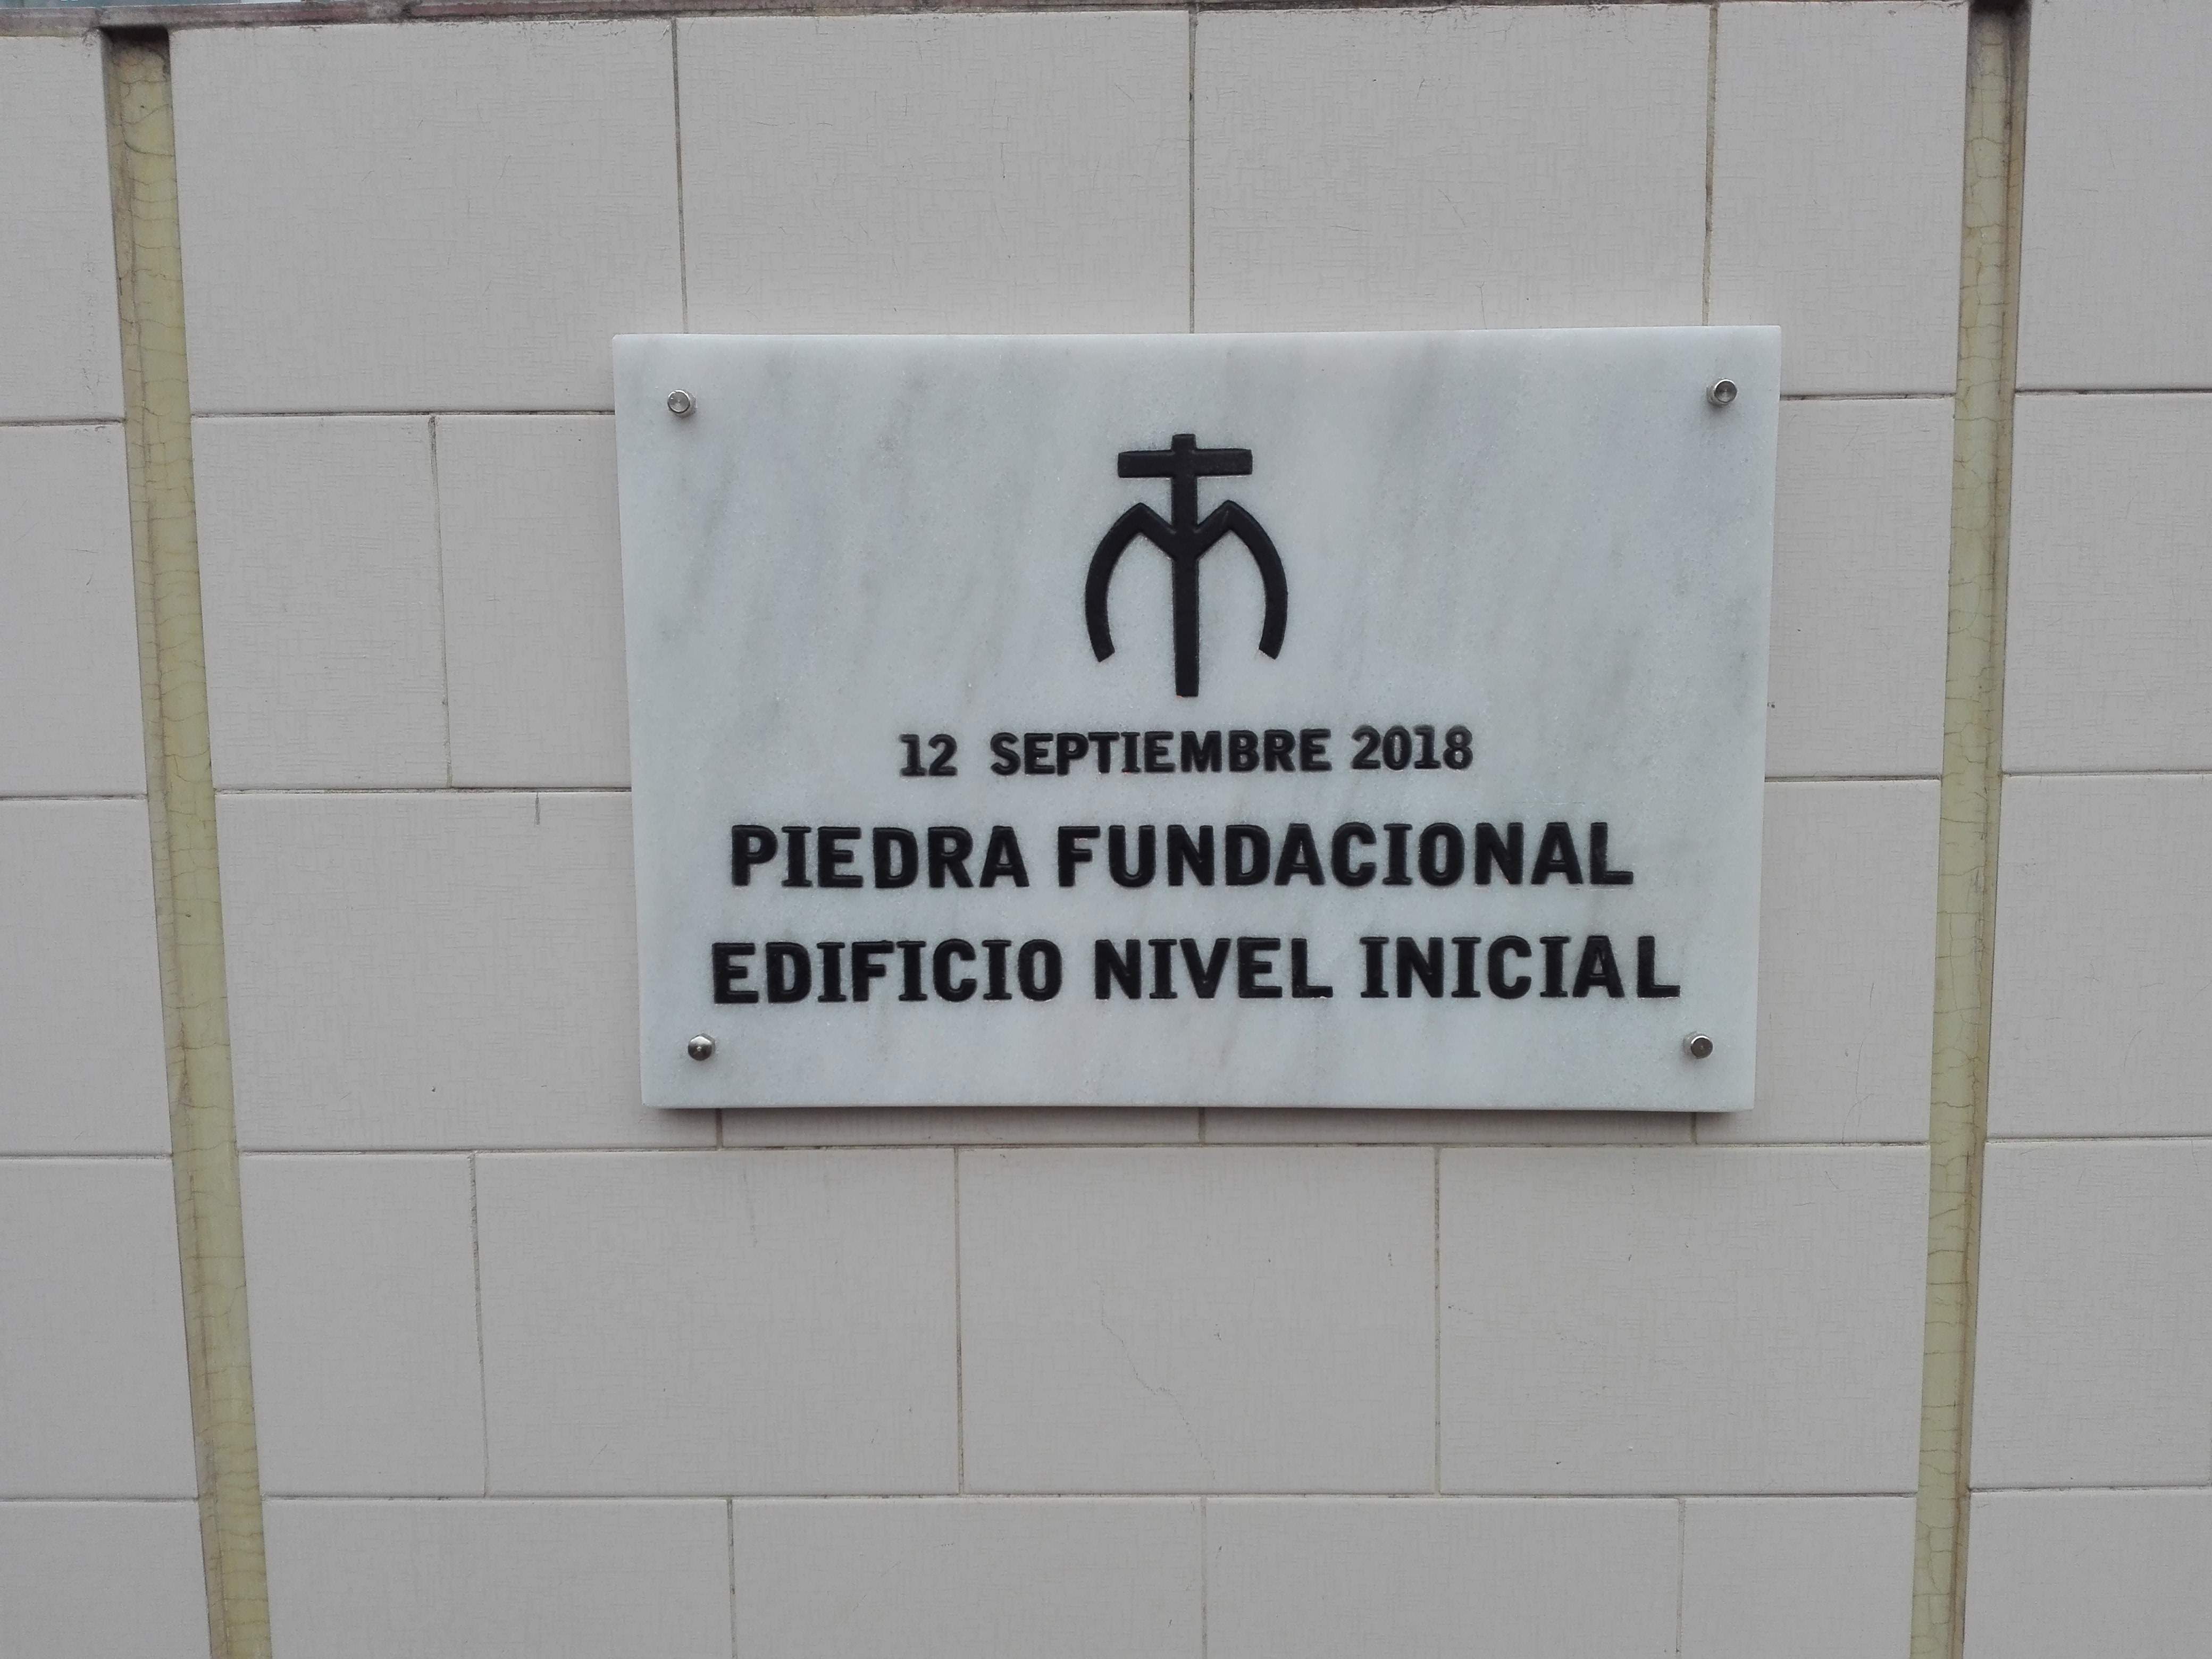 12 SEPTIEMBRE 2018
PIEDRA FUNDACIONAL
EDIFICIO NIVEL INICIAL